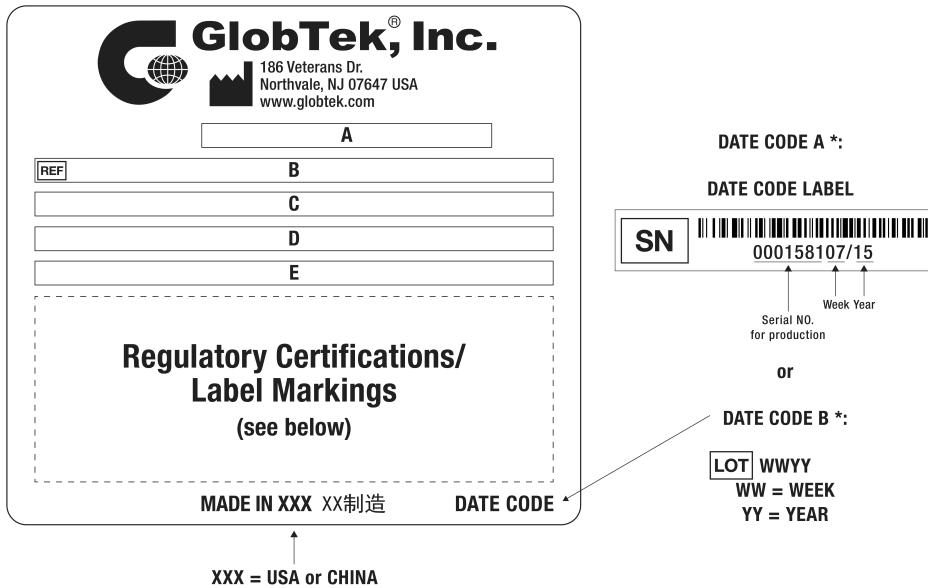 GlobTek,® Inc.
186 Veterans Dr.
Northvale, NJ 07647 USA
www.globtek.com
A
REF B
C
D
E
Regulatory Certifications/
Label Markings
(see below)
MADE IN XXX XX制造 DATE CODE
XXX = USA or CHINA
DATE CODE A *:
DATE CODE LABEL
SN
00015810​7/15
Serial NO.
for production
Week Year
or
DATE CODE B *:
LOT WWYY
WW = WEEK
YY = YEAR